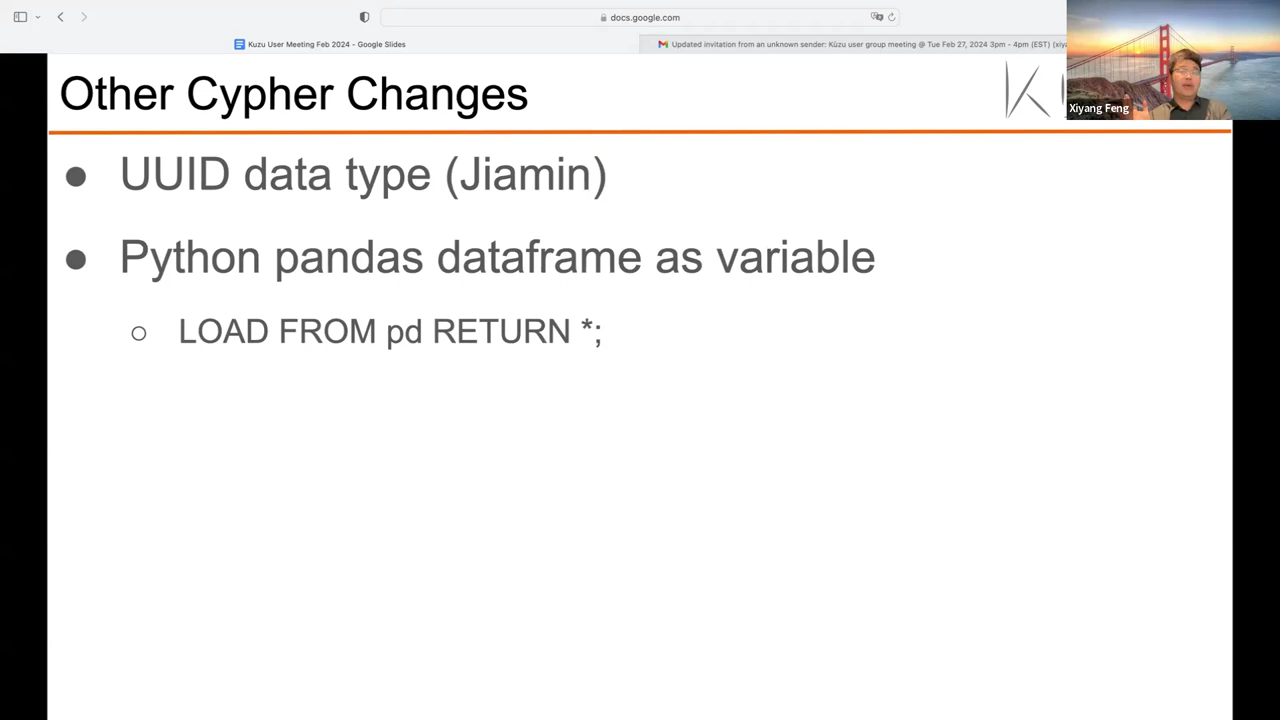 docs.google.com
Kuzu User Meeting Feb 2024 - Google Slides
Updated invitation from an unknown sender: Kùzu user group meeting @ Tue Feb 27, 2024 3pm - 4pm (EST) (xiy
Other Cypher Changes
K
Xiyang Feng
● UUID data type (Jiamin)
● Python pandas dataframe as variable
○ LOAD FROM pd RETURN *;